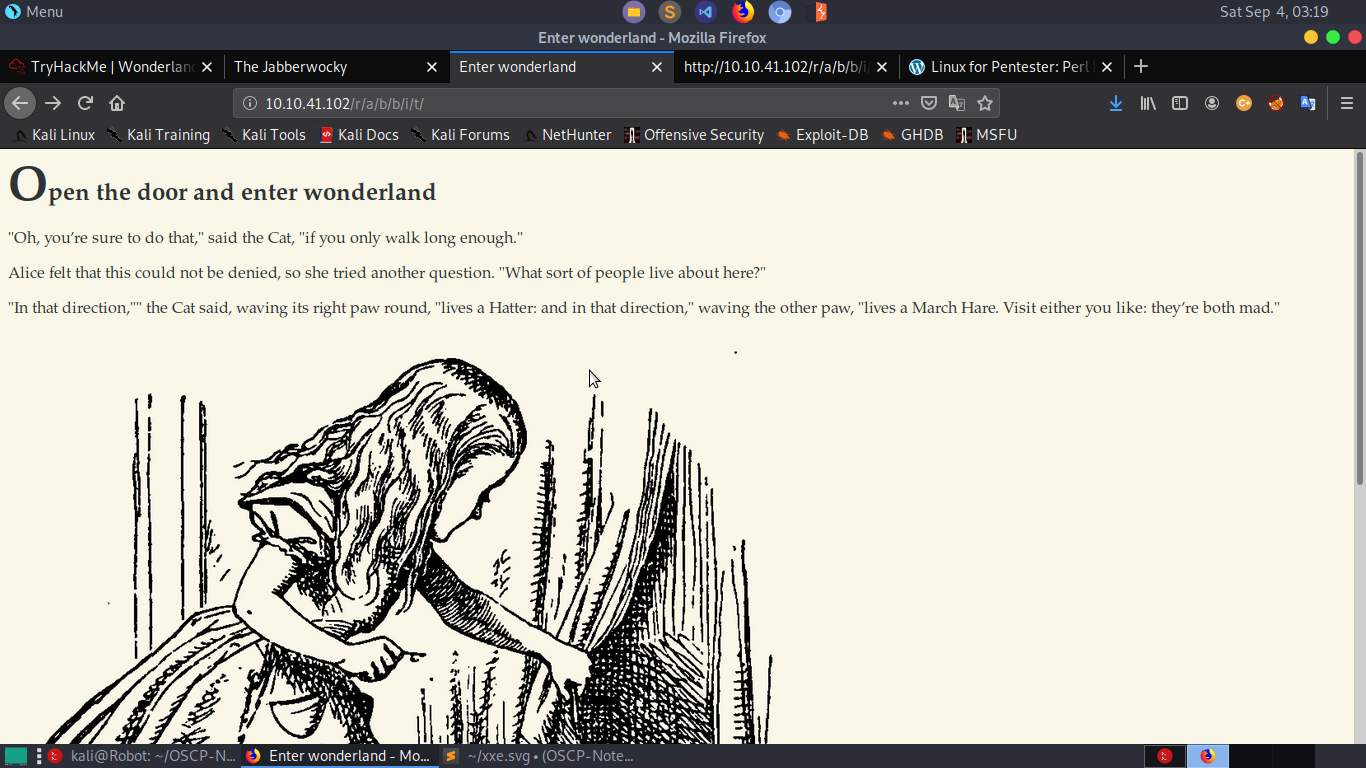 Menu
Sat Sep 4, 03:19
Enter wonderland - Mozilla Firefox
TryHackMe | Wonderland
The Jabberwocky
Enter wonderland
http://10.10.41.102/r/a/b/b/i/
Linux for Pentester: Perl
10.10.41.102/r/a/b/b/i/t/
Kali Linux
Kali Training
Kali Tools
Kali Docs
Kali Forums
NetHunter
Offensive Security
Exploit-DB
GHDB
MSFU
Open the door and enter wonderland
"Oh, you’re sure to do that," said the Cat, "if you only walk long enough."
Alice felt that this could not be denied, so she tried another question. "What sort of people live about here?"
"In that direction,"" the Cat said, waving its right paw round, "lives a Hatter: and in that direction," waving the other paw, "lives a March Hare. Visit either you like: they’re both mad."
kali@Robot: ~/OSCP-N...
Enter wonderland - Mo...
~/xxe.svg • (OSCP-Note...